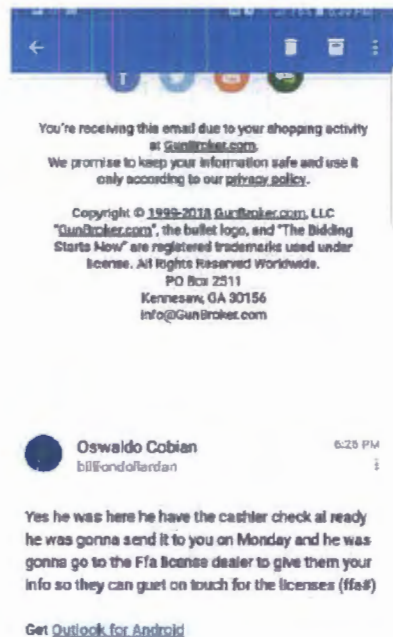 You're receiving this email due to your shopping activity
at GunBroker.com.
We promise to keep your information safe and use it
only according to our privacy policy.
Copyright © 1999-2018 GunBroker.com, LLC
"GunBroker.com", the bullet logo, and "The Bidding
Starts Now" are registered trademarks used under
license. All Rights Reserved Worldwide.
PO Box 2511
Kennesaw, GA 30156
info@GunBroker.com
Oswaldo Cobian
6:26 PM
billliondollardan
Yes he was here he have the cashier check al ready
he was gonna send it to you on Monday and he was
gonna go to the Ffa license dealer to give them your
info so they can guet on touch for the licenses (ffa#)
Get Outlook for Android